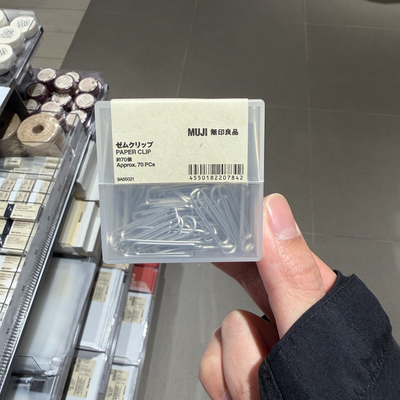 MUJI 無印良品
ゼムクリップ
PAPER CLIP
約70個
Approx. 70 PCs
4550182207842